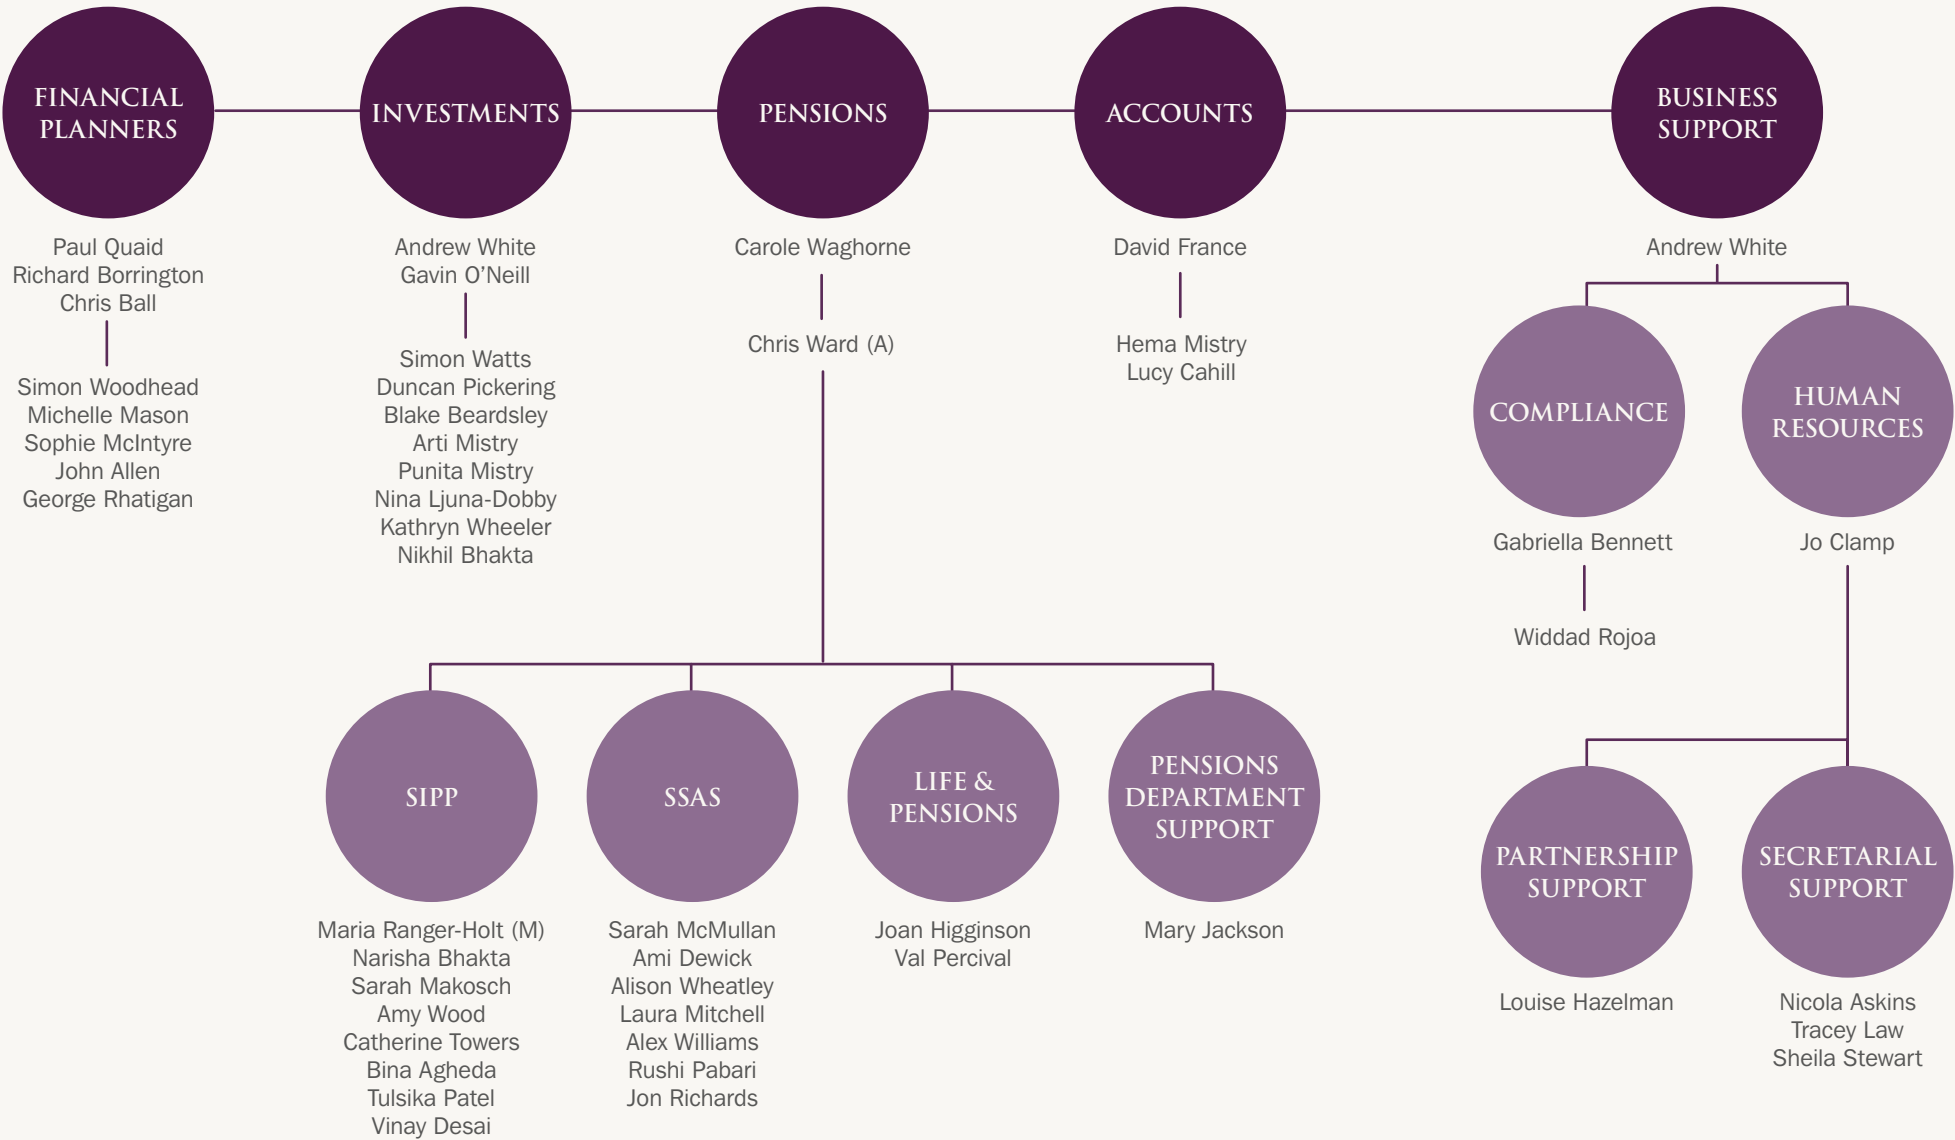 FINANCIAL
PLANNERS
INVESTMENTS
PENSIONS
ACCOUNTS
BUSINESS
SUPPORT
Paul Quaid
Richard Borrington
Chris Ball
Simon Woodhead
Michelle Mason
Sophie McIntyre
John Allen
George Rhatigan
Andrew White
Gavin O’Neill
Simon Watts
Duncan Pickering
Blake Beardsley
Arti Mistry
Punita Mistry
Nina Ljuna-Dobby
Kathryn Wheeler
Nikhil Bhakta
Carole Waghorne
Chris Ward (A)
David France
Hema Mistry
Lucy Cahill
Andrew White
COMPLIANCE
HUMAN
RESOURCES
Gabriella Bennett
Widdad Rojoa
Jo Clamp
SIPP
SSAS
LIFE &
PENSIONS
PENSIONS
DEPARTMENT
SUPPORT
PARTNERSHIP
SUPPORT
SECRETARIAL
SUPPORT
Maria Ranger-Holt (M)
Narisha Bhakta
Sarah Makosch
Amy Wood
Catherine Towers
Bina Agheda
Tulsika Patel
Vinay Desai
Sarah McMullan
Ami Dewick
Alison Wheatley
Laura Mitchell
Alex Williams
Rushi Pabari
Jon Richards
Joan Higginson
Val Percival
Mary Jackson
Louise Hazelman
Nicola Askins
Tracey Law
Sheila Stewart